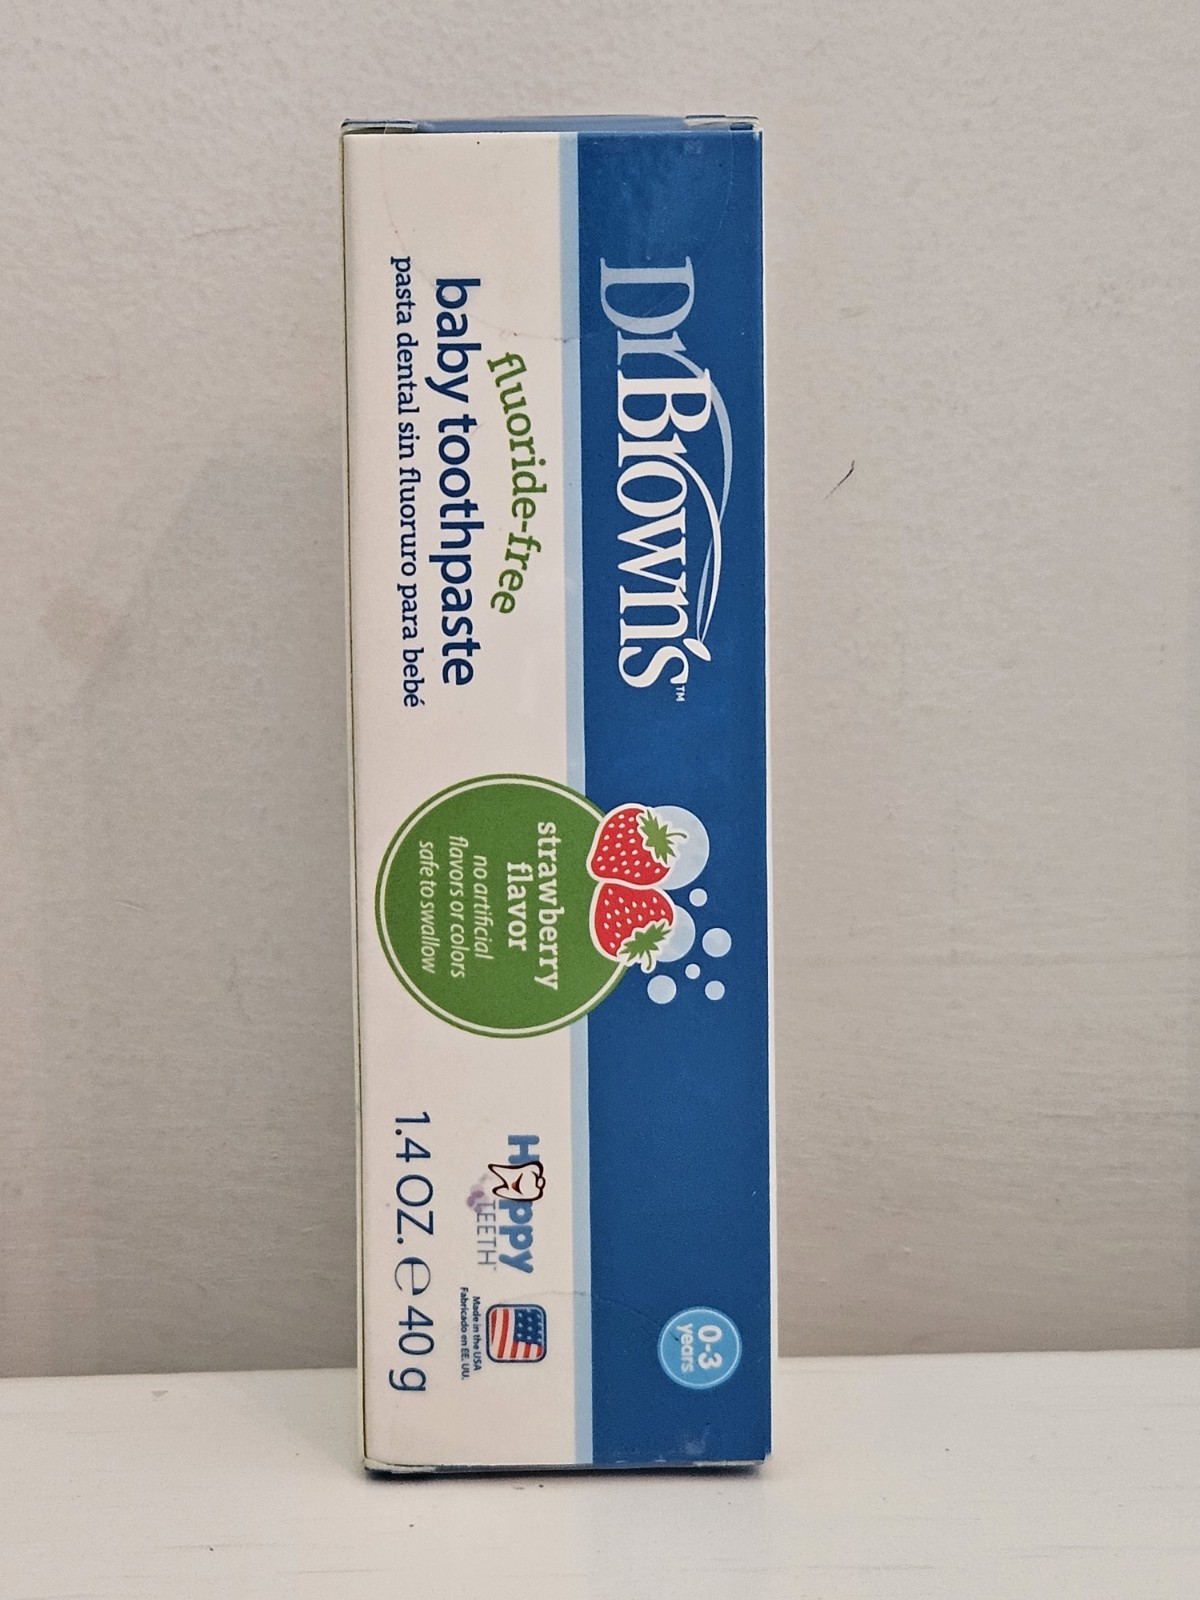 Dr Brown's™
fluoride-free
baby toothpaste
pasta dental sin fluoruro para bebé
strawberry
flavor
no artificial
flavors or colors
safe to swallow
0-3
years
Happy
TEETH™
Made in the USA
Fabricado en EE. UU.
1.4 OZ. ℮ 40 g